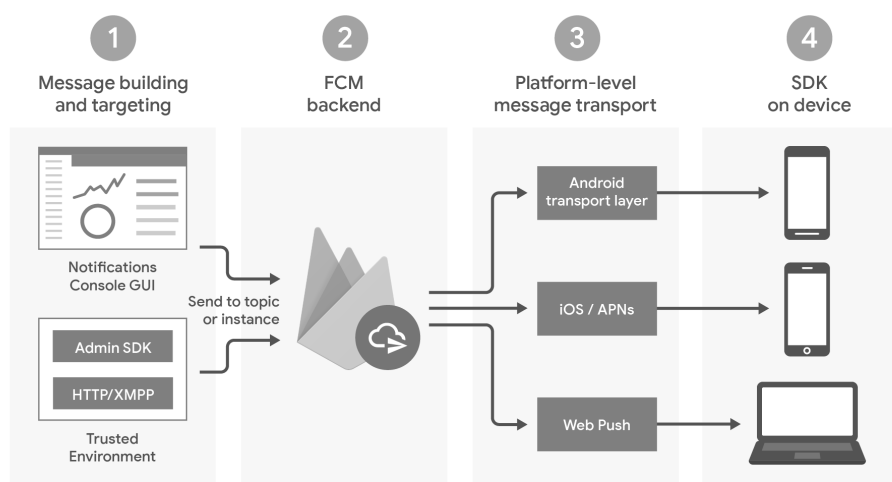 1
Message building
and targeting
2
FCM
backend
3
Platform-level
message transport
4
SDK
on device
Notifications
Console GUI
Send to topic
or instance
Admin SDK
HTTP/XMPP
Trusted
Environment
Android
transport layer
iOS / APNs
Web Push